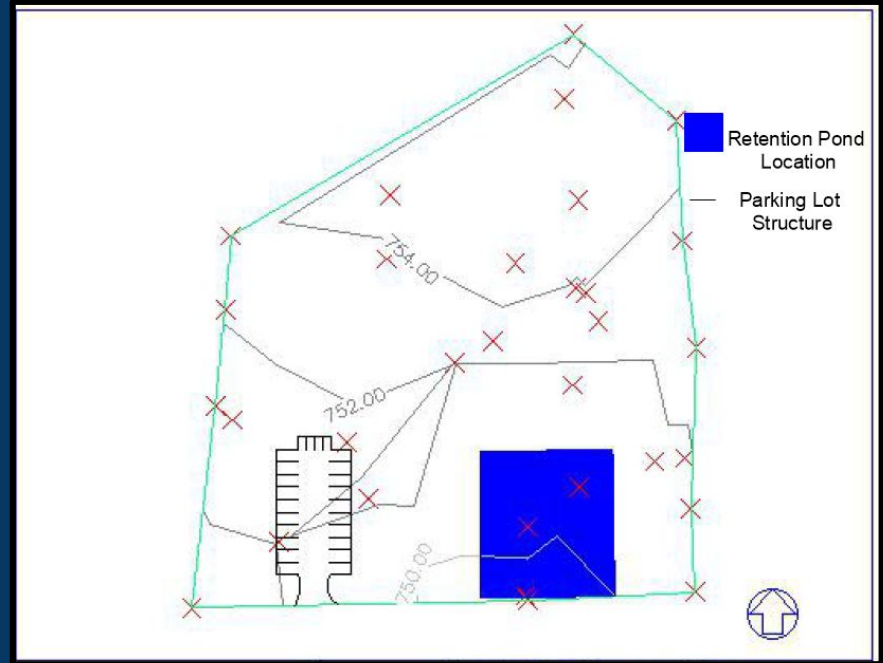 Retention Pond
Location
Parking Lot
Structure
754.00
752.00
750.00